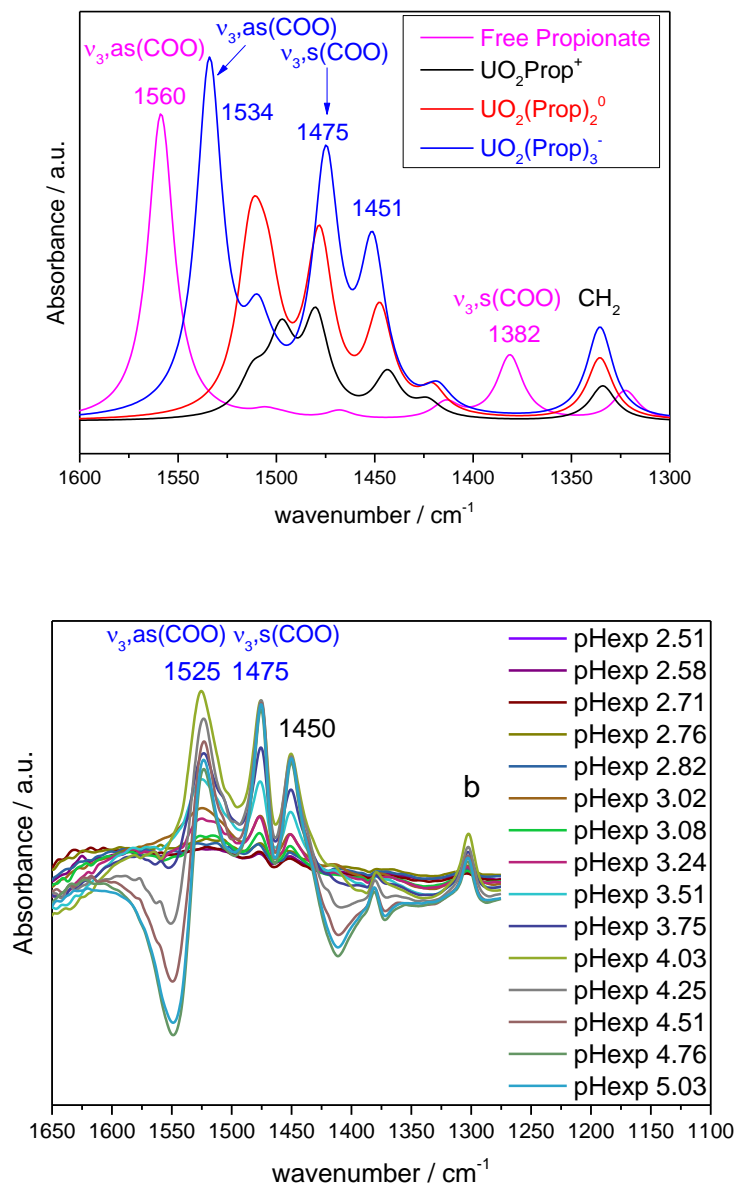 ν₃,as(COO)
1560
ν₃,as(COO)
1534
ν₃,s(COO)
1475
1451
ν₃,s(COO)
1382
CH₂
Free Propionate
UO₂Prop⁺
UO₂(Prop)₂⁰
UO₂(Prop)₃⁻
Absorbance / a.u.
1600 1550 1500 1450 1400 1350 1300
wavenumber / cm⁻¹
ν₃,as(COO) ν₃,s(COO)
1525 1475
1450
b
pHexp 2.51
pHexp 2.58
pHexp 2.71
pHexp 2.76
pHexp 2.82
pHexp 3.02
pHexp 3.08
pHexp 3.24
pHexp 3.51
pHexp 3.75
pHexp 4.03
pHexp 4.25
pHexp 4.51
pHexp 4.76
pHexp 5.03
Absorbance / a.u.
1650 1600 1550 1500 1450 1400 1350 1300 1250 1200 1150 1100
wavenumber / cm⁻¹